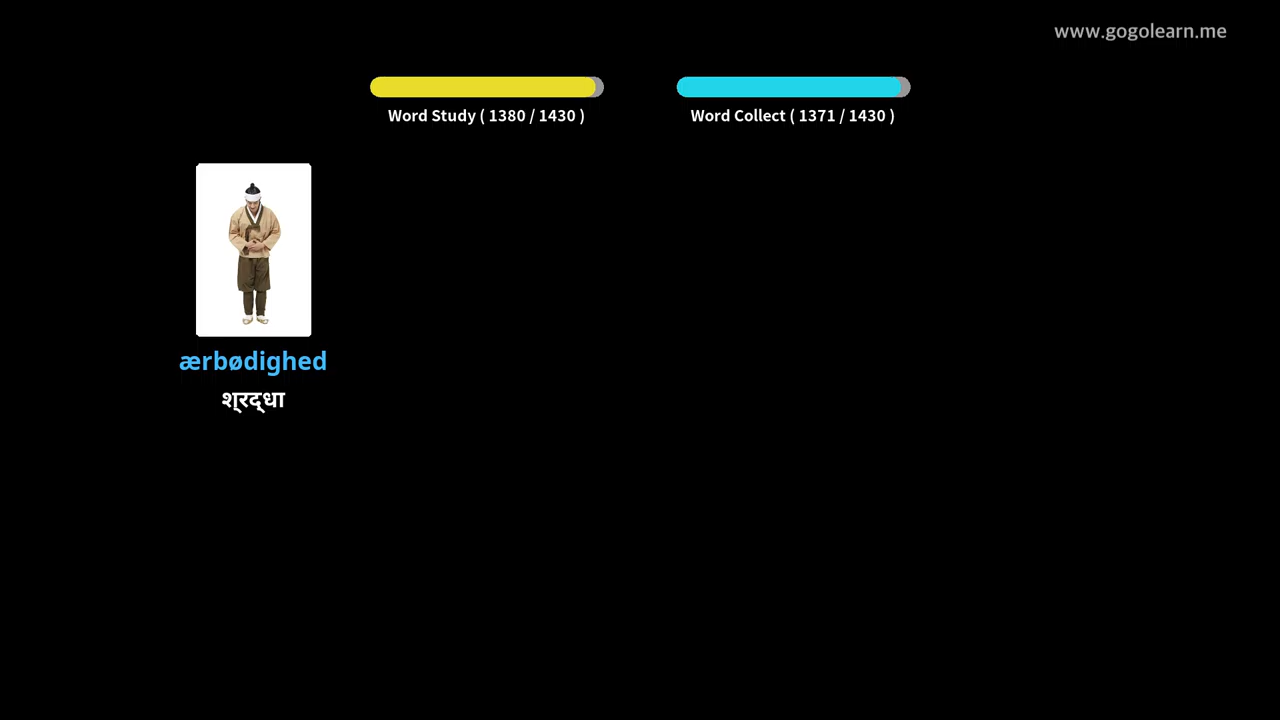 www.gogolearn.me
Word Study ( 1380 / 1430 )
Word Collect ( 1371 / 1430 )
ærbødighed
श्रद्धा